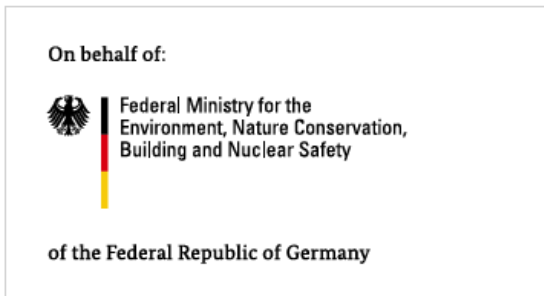 On behalf of:
Federal Ministry for the
Environment, Nature Conservation,
Building and Nuclear Safety
of the Federal Republic of Germany